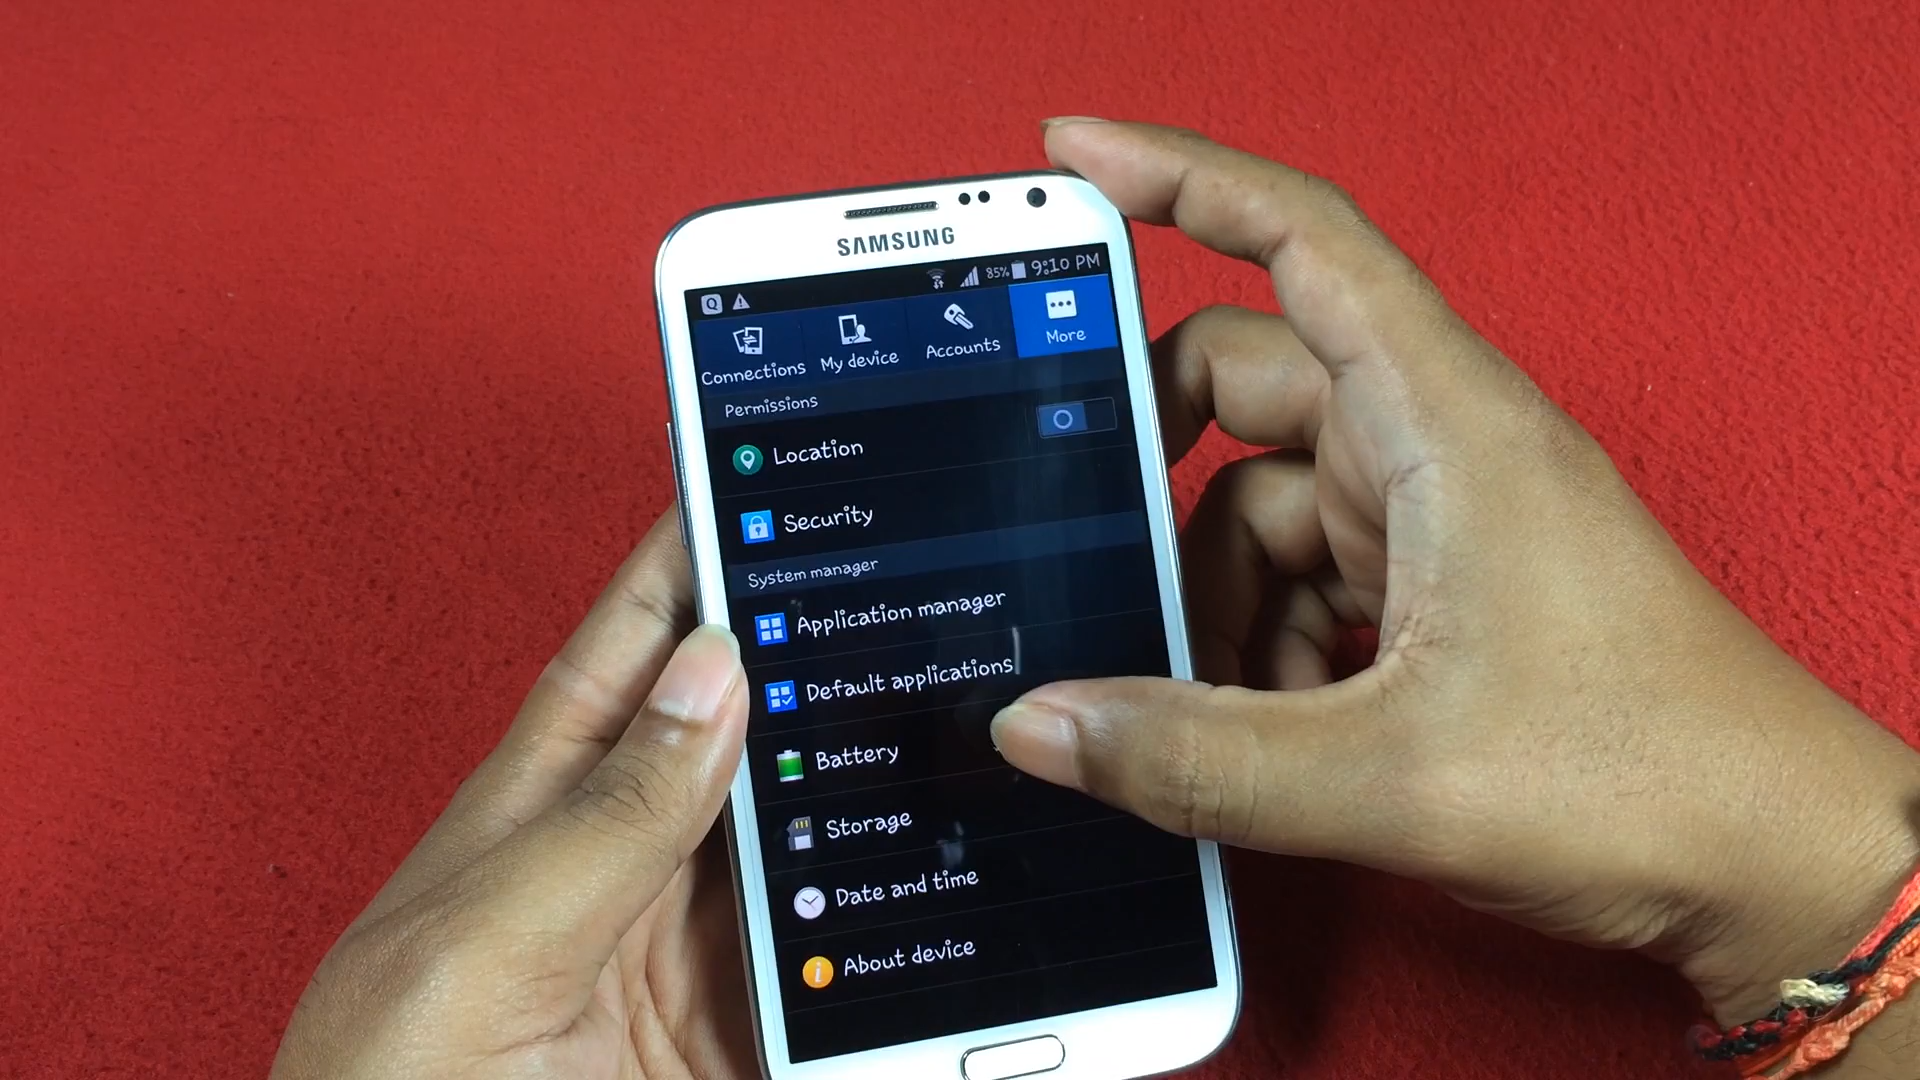 SAMSUNG
85% 9:10 PM
Connections My device Accounts More
Permissions
Location
Security
System manager
Application manager
Default applications
Battery
Storage
Date and time
About device